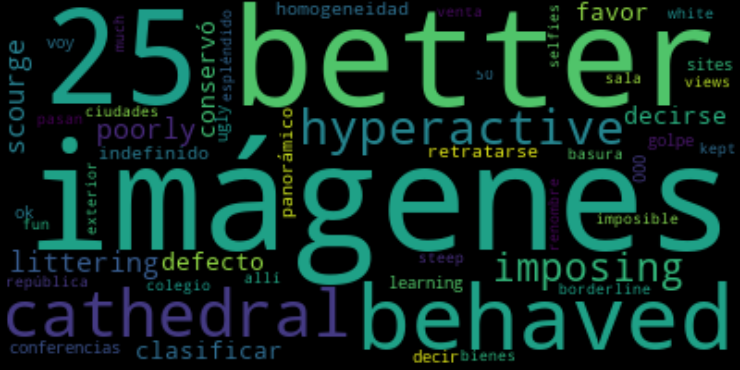 homogeneidad venta favor white
25 better
voy much selfies
scourge conservó espléndido ugly
50 sala sites views
pasan ciudades poorly
hyperactive decirse
indefinido panorámico retratarse basura golpe kept
imágenes
000 renombre imposible
ok fun exterior
littering defecto steep imposing
república colegio allí learning borderline
cathedral behaved
conferencias clasificar decir bienes